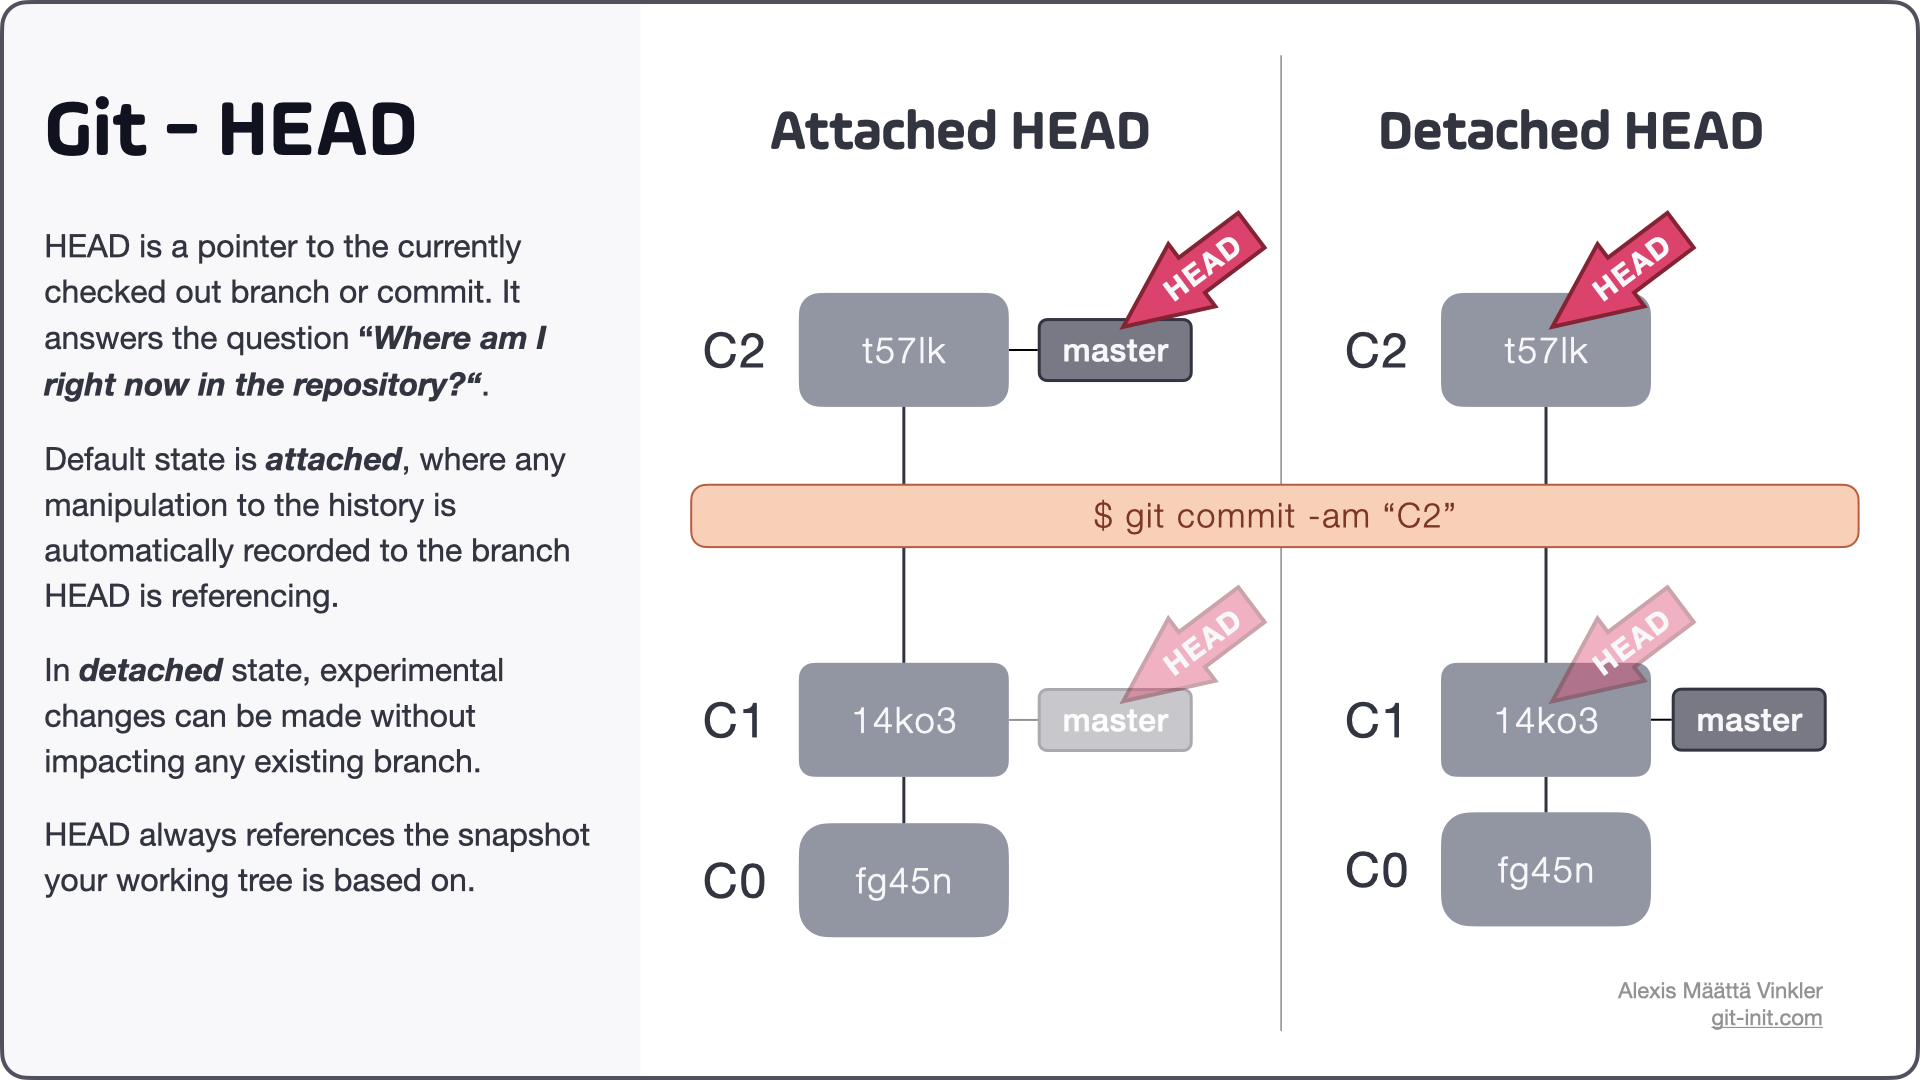 Git – HEAD
HEAD is a pointer to the currently
checked out branch or commit. It
answers the question “Where am I
right now in the repository?“.
Default state is attached, where any
manipulation to the history is
automatically recorded to the branch
HEAD is referencing.
In detached state, experimental
changes can be made without
impacting any existing branch.
HEAD always references the snapshot
your working tree is based on.
Attached HEAD
HEAD
C2
t57lk
master
Detached HEAD
HEAD
C2
t57lk
$ git commit -am “C2”
HEAD
C1
14ko3
master
C0
fg45n
HEAD
C1
14ko3
master
C0
fg45n
Alexis Määttä Vinkler
git-init.com